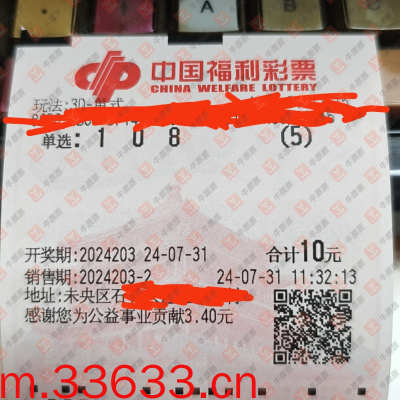 A
B
中国福利彩票
CHINA WELFARE LOTTERY
玩法:3D-单式
单选: 1 0 8 (5)
开奖期:2024203 24-07-31 合计10元
销售期:2024203-2 24-07-31 11:32:13
地址:未央区石
感谢您为公益事业贡献3.40元
m.33633.cn